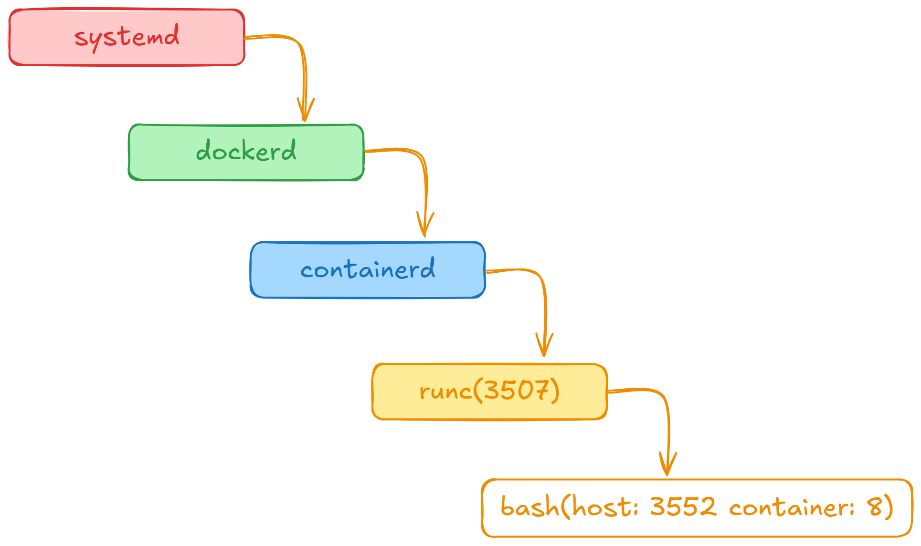 systemd
dockerd
containerd
runc(3507)
bash(host: 3552 container: 8)